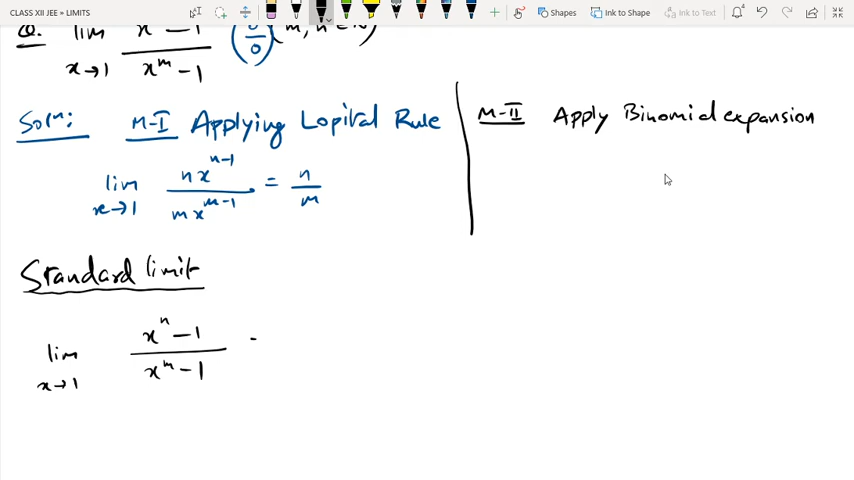 CLASS XII JEE » LIMITS
Shapes
Ink to Shape
Ink to Text
Q. lim x→1 x - 1 / x^m - 1 (0/0) (m, n ∈ N)
Soln: M-I Applying Lopital Rule
lim x→1 nx^n-1 / mx^m-1 = n/m
M-II Apply Binomial expansion
Standard limit
lim x→1 x^n - 1 / x^m - 1 =